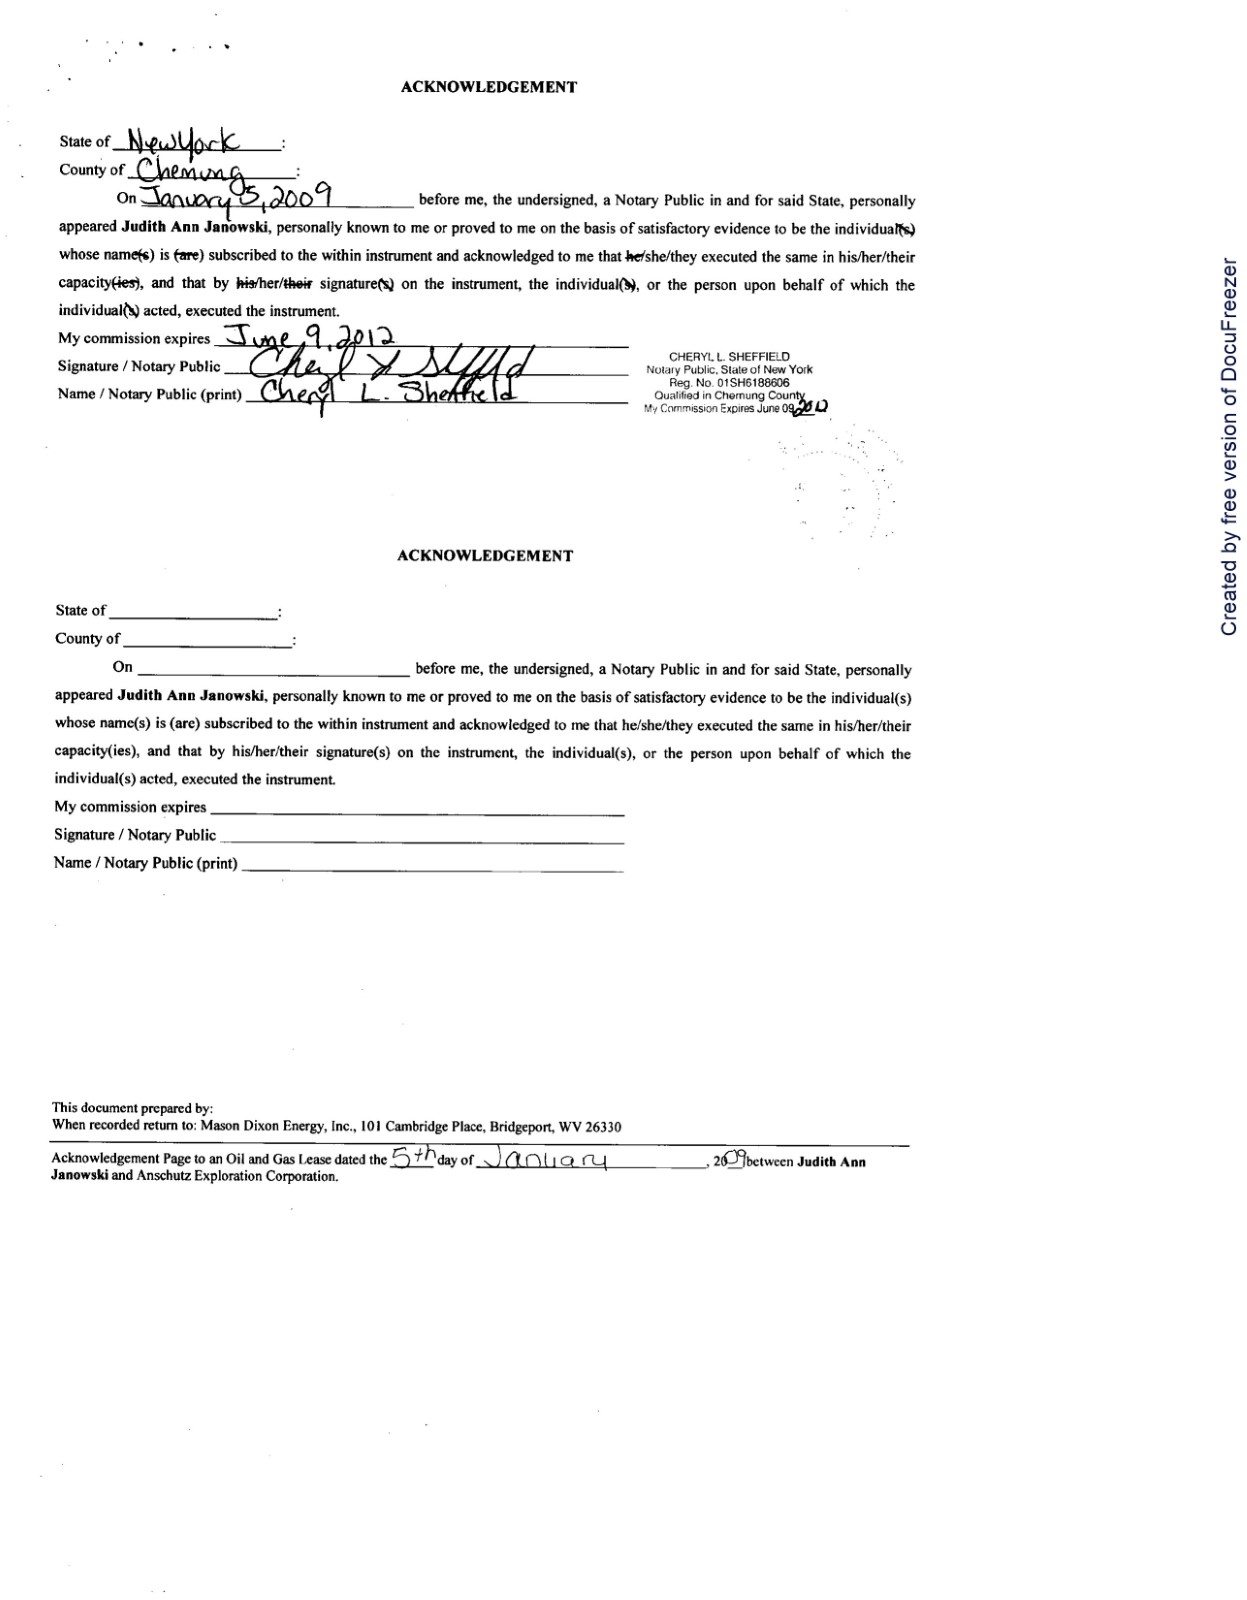 ACKNOWLEDGEMENT
State of New York :
County of Chemung :
On January 5, 2009 before me, the undersigned, a Notary Public in and for said State, personally
appeared Judith Ann Janowski, personally known to me or proved to me on the basis of satisfactory evidence to be the individual(s)
whose name(s) is (are) subscribed to the within instrument and acknowledged to me that he/she/they executed the same in his/her/their
capacity(ies), and that by his/her/their signature(s) on the instrument, the individual(s), or the person upon behalf of which the
individual(s) acted, executed the instrument.
My commission expires June 9, 2012
Signature / Notary Public Cheryl L Sheffield
Name / Notary Public (print) Cheryl L. Sheffield
CHERYL L. SHEFFIELD
Notary Public, State of New York
Reg. No. 01SH6188606
Qualified in Chemung County
My Commission Expires June 09, 2012
ACKNOWLEDGEMENT
State of :
County of :
On before me, the undersigned, a Notary Public in and for said State, personally
appeared Judith Ann Janowski, personally known to me or proved to me on the basis of satisfactory evidence to be the individual(s)
whose name(s) is (are) subscribed to the within instrument and acknowledged to me that he/she/they executed the same in his/her/their
capacity(ies), and that by his/her/their signature(s) on the instrument, the individual(s), or the person upon behalf of which the
individual(s) acted, executed the instrument.
My commission expires
Signature / Notary Public
Name / Notary Public (print)
This document prepared by:
When recorded return to: Mason Dixon Energy, Inc., 101 Cambridge Place, Bridgeport, WV 26330
Acknowledgement Page to an Oil and Gas Lease dated the 5th day of January, 2009 between Judith Ann
Janowski and Anschutz Exploration Corporation.
Created by free version of DocuFreezer